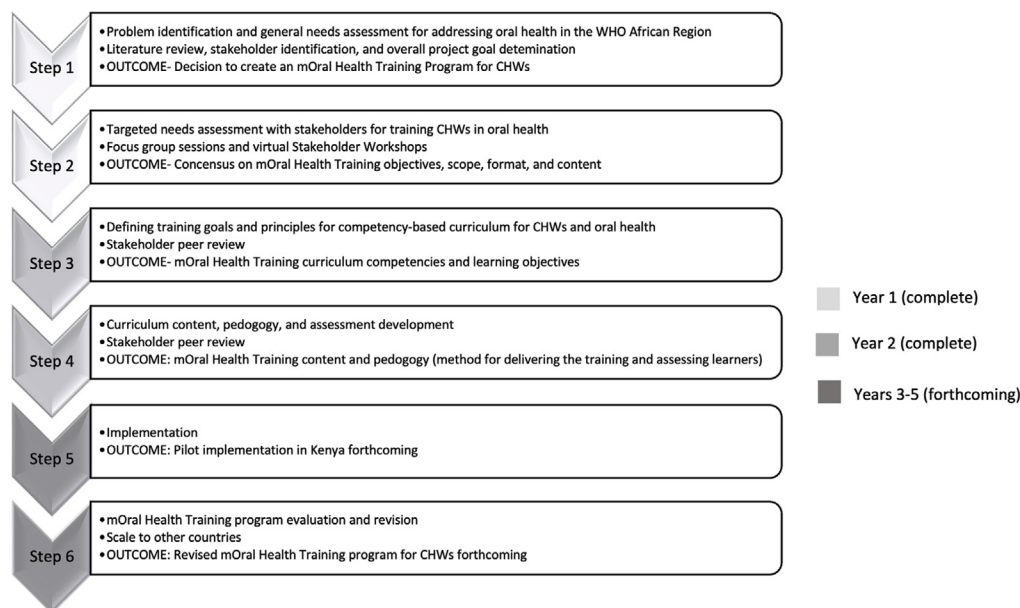 Step 1
•Problem identification and general needs assessment for addressing oral health in the WHO African Region
•Literature review, stakeholder identification, and overall project goal detemination
•OUTCOME- Decision to create an mOral Health Training Program for CHWs
Step 2
•Targeted needs assessment with stakeholders for training CHWs in oral health
•Focus group sessions and virtual Stakeholder Workshops
•OUTCOME- Concensus on mOral Health Training objectives, scope, format, and content
Step 3
•Defining training goals and principles for competency-based curriculum for CHWs and oral health
•Stakeholder peer review
•OUTCOME- mOral Health Training curriculum competencies and learning objectives
Step 4
•Curriculum content, pedagogy, and assessment development
•Stakeholder peer review
•OUTCOME: mOral Health Training content and pedagogy (method for delivering the training and assessing learners)
Step 5
•Implementation
•OUTCOME: Pilot implementation in Kenya forthcoming
Step 6
•mOral Health Training program evaluation and revision
•Scale to other countries
•OUTCOME: Revised mOral Health Training program for CHWs forthcoming
Year 1 (complete)
Year 2 (complete)
Years 3-5 (forthcoming)